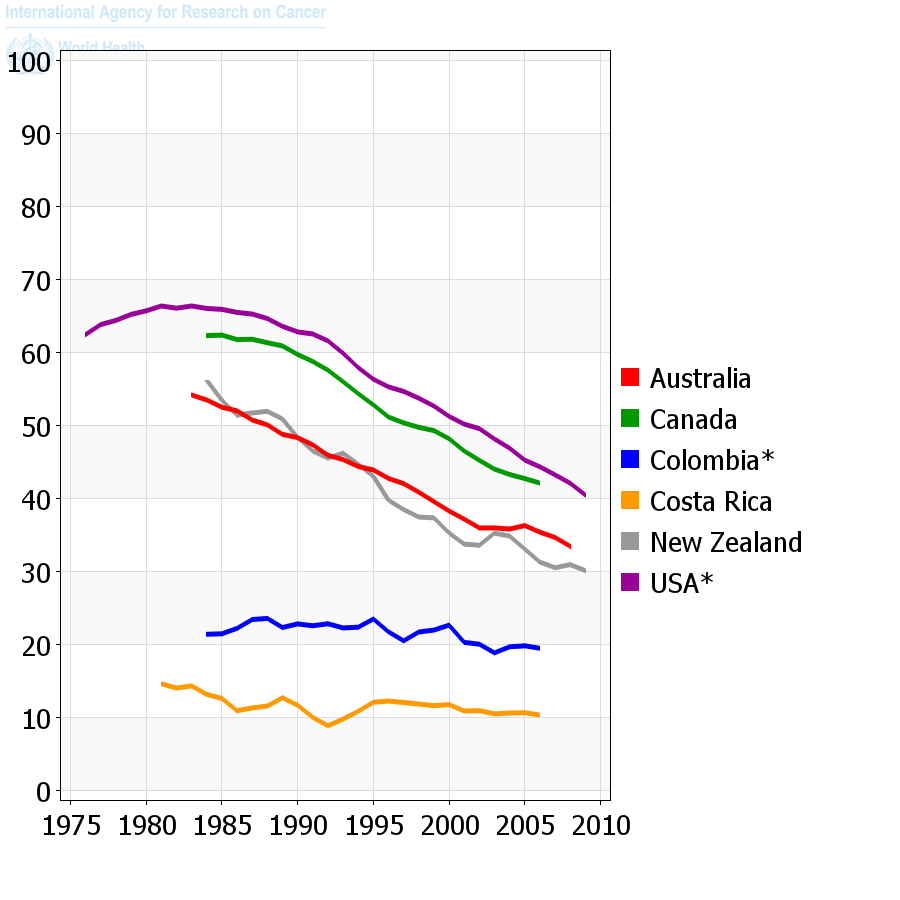 International Agency for Research on Cancer
World Health
100
90
80
70
60
50
40
30
20
10
0
1975 1980 1985 1990 1995 2000 2005 2010
Australia
Canada
Colombia*
Costa Rica
New Zealand
USA*